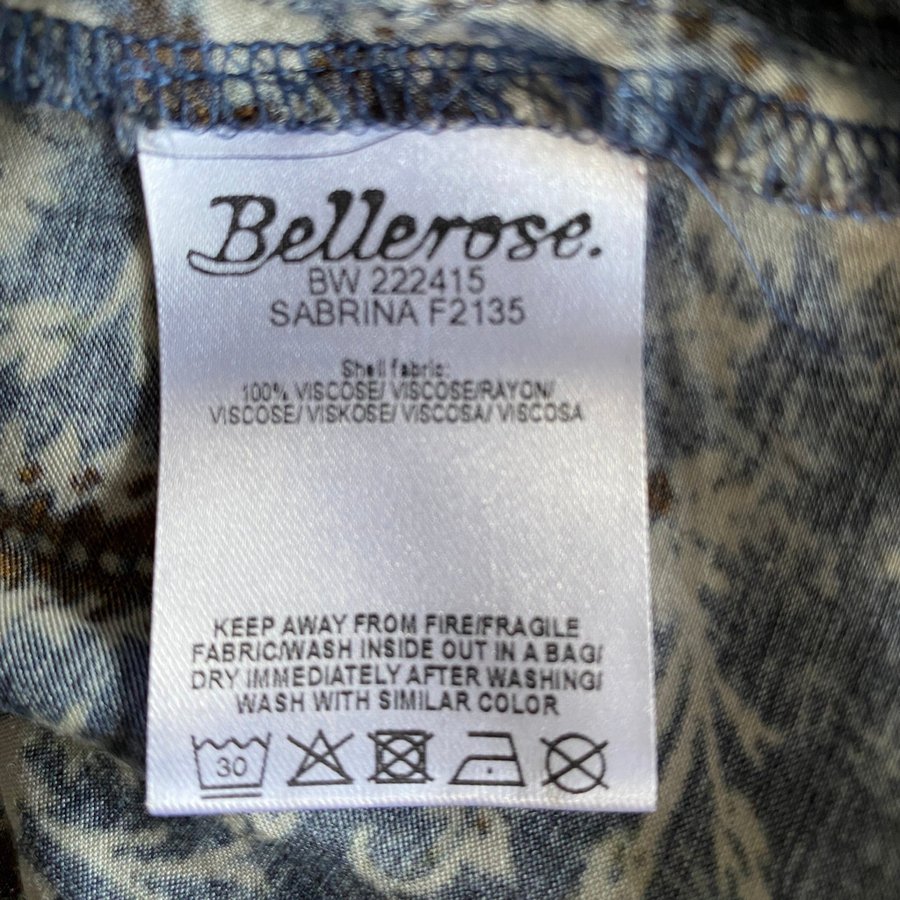 Bellerose.
BW 222415
SABRINA F2135
Shell fabric:
100% VISCOSE/ VISCOSE/RAYON/
VISCOSE/ VISKOSE/ VISCOSA/ VISCOSA
KEEP AWAY FROM FIRE/FRAGILE
FABRIC/WASH INSIDE OUT IN A BAG/
DRY IMMEDIATELY AFTER WASHING/
WASH WITH SIMILAR COLOR
30